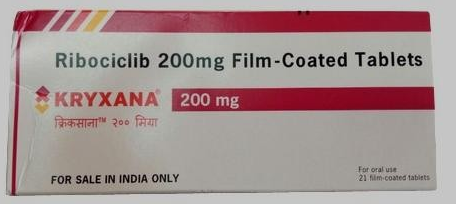 Ribociclib 200mg Film-Coated Tablets
KRYXANA® 200 mg
क्रिक्साना™ २०० मिग्रा
FOR SALE IN INDIA ONLY
For oral use
21 film-coated tablets